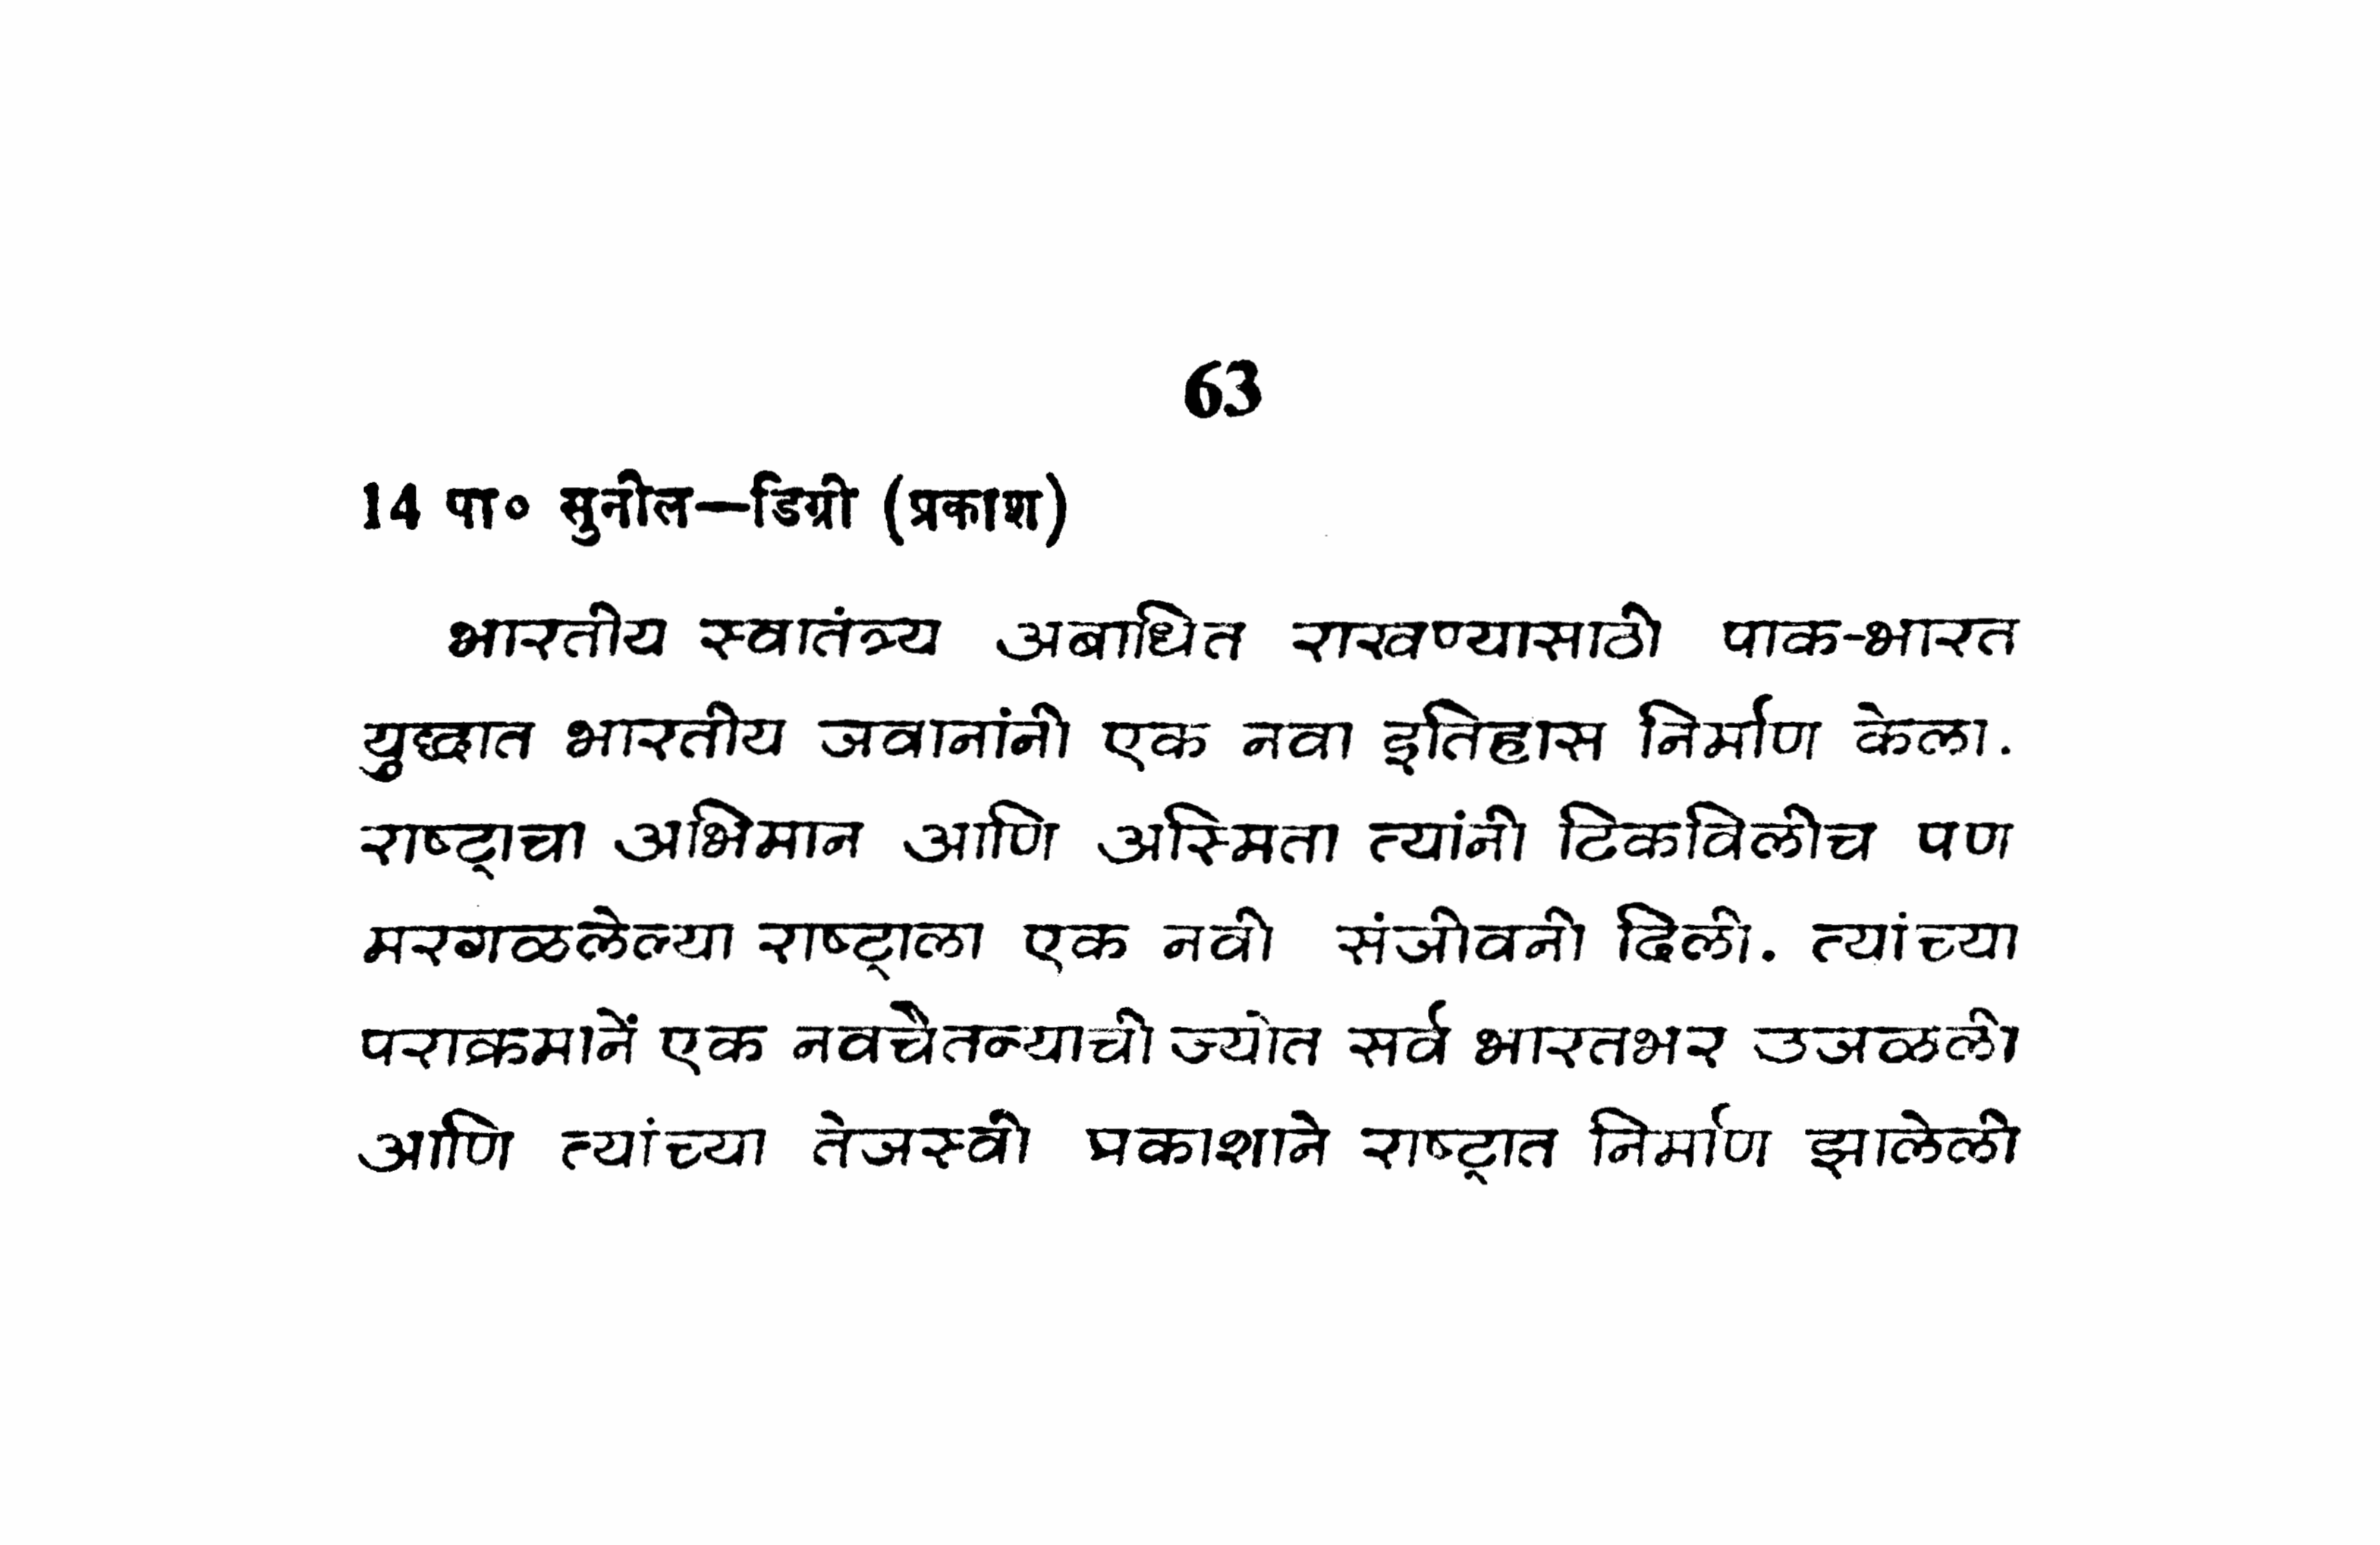 63
14 पा० सुनील—डिग्री (प्रकाश)
भारतीय स्वातंत्र्य अबाधित राखण्यासाठी पाक-भारत
युद्धात भारतीय जवानांनी एक नवा इतिहास निर्माण केला.
राष्ट्राचा अभिमान आणि अस्मिता त्यांनी टिकविलीच पण
मरगळलेल्या राष्ट्राला एक नवी संजीवनी दिली. त्यांच्या
पराक्रमानें एक नवचैतन्याची ज्योत सर्व भारतभर उजळली
आणि त्यांच्या तेजस्वी प्रकाशाने राष्ट्रात निर्माण झालेली